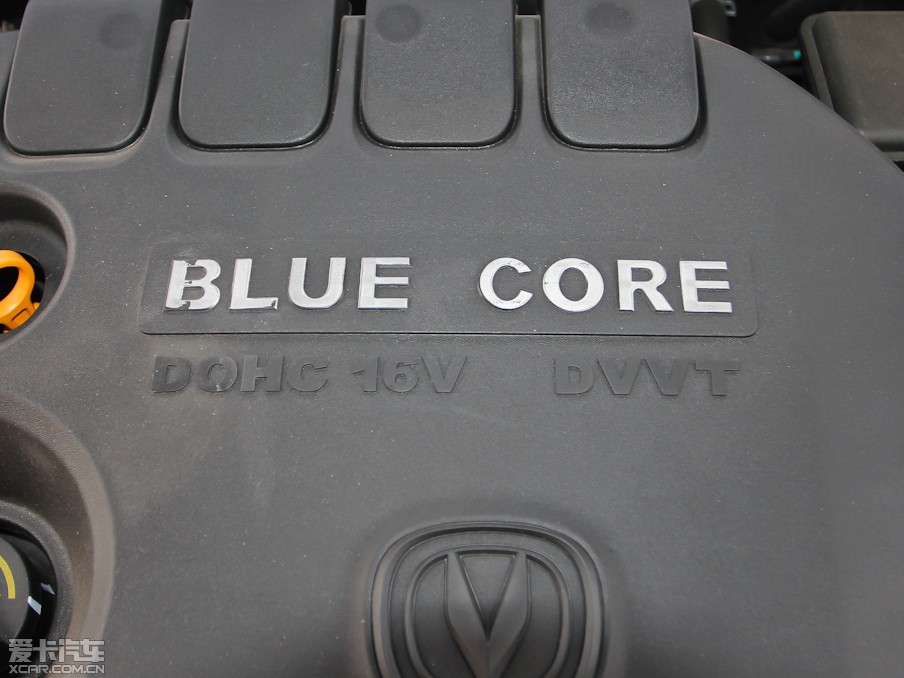 BLUE CORE
DOHC 16V DVVT
爱卡汽车
XCAR.COM.CN